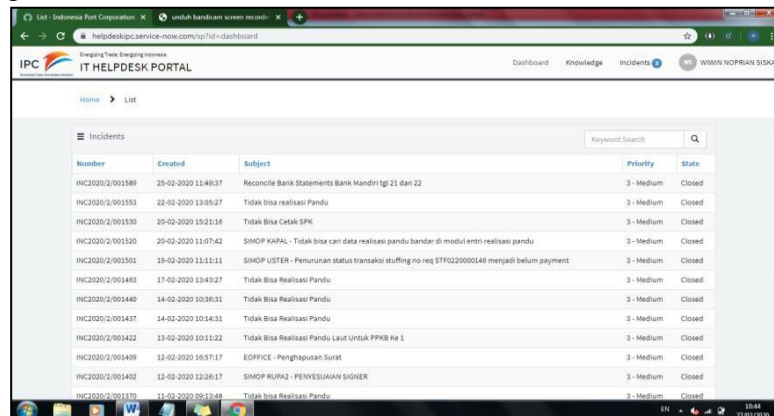 List - Indonesia Port Corporation
unduh bandicam screen recorder
helpdeskipc.service-now.com/sp?id=dashboard
IPC
Energizing Trade. Energizing Indonesia
IT HELPDESK PORTAL
Dashboard Knowledge Incidents WIWIN NOPRIAN SISKA
Home > List
Incidents
Keyword Search
Number Created Subject Priority State
INC2020/2/001589 25-02-2020 11:49:37 Reconcile Bank Statements Bank Mandiri tgl 21 dan 22 3 - Medium Closed
INC2020/2/001553 22-02-2020 13:05:27 Tidak bisa realisasi Pandu 3 - Medium Closed
INC2020/2/001530 20-02-2020 15:21:16 Tidak Bisa Cetak SPK 3 - Medium Closed
INC2020/2/001520 20-02-2020 11:07:42 SIMOP KAPAL - Tidak bisa cari data realisasi pandu bandar di modul entri realisasi pandu 3 - Medium Closed
INC2020/2/001501 19-02-2020 11:11:11 SIMOP USTER - Penurunan status transaksi stuffing no req STF0220000146 menjadi belum payment 3 - Medium Closed
INC2020/2/001463 17-02-2020 13:43:27 Tidak Bisa Realisasi Pandu 3 - Medium Closed
INC2020/2/001440 14-02-2020 10:36:31 Tidak Bisa Realisasi Pandu 3 - Medium Closed
INC2020/2/001437 14-02-2020 10:14:31 Tidak Bisa Realisasi Pandu 3 - Medium Closed
INC2020/2/001422 13-02-2020 10:11:22 Tidak Bisa Realisasi Pandu Laut Untuk PPKB Ke 1 3 - Medium Closed
INC2020/2/001409 12-02-2020 16:57:17 EOFFICE - Penghapusan Surat 3 - Medium Closed
INC2020/2/001402 12-02-2020 12:26:17 SIMOP RUPA2 - PENYESUAIAN SIGNER 3 - Medium Closed
INC2020/2/001370 11-02-2020 09:13:48 Tidak Bisa Realisasi Pandu 3 - Medium Closed
EN 10:44
27/02/2020